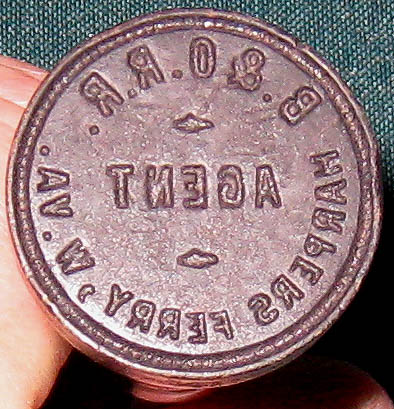 B.&O.R.R.
AGENT
HARPERS FERRY, W.VA.